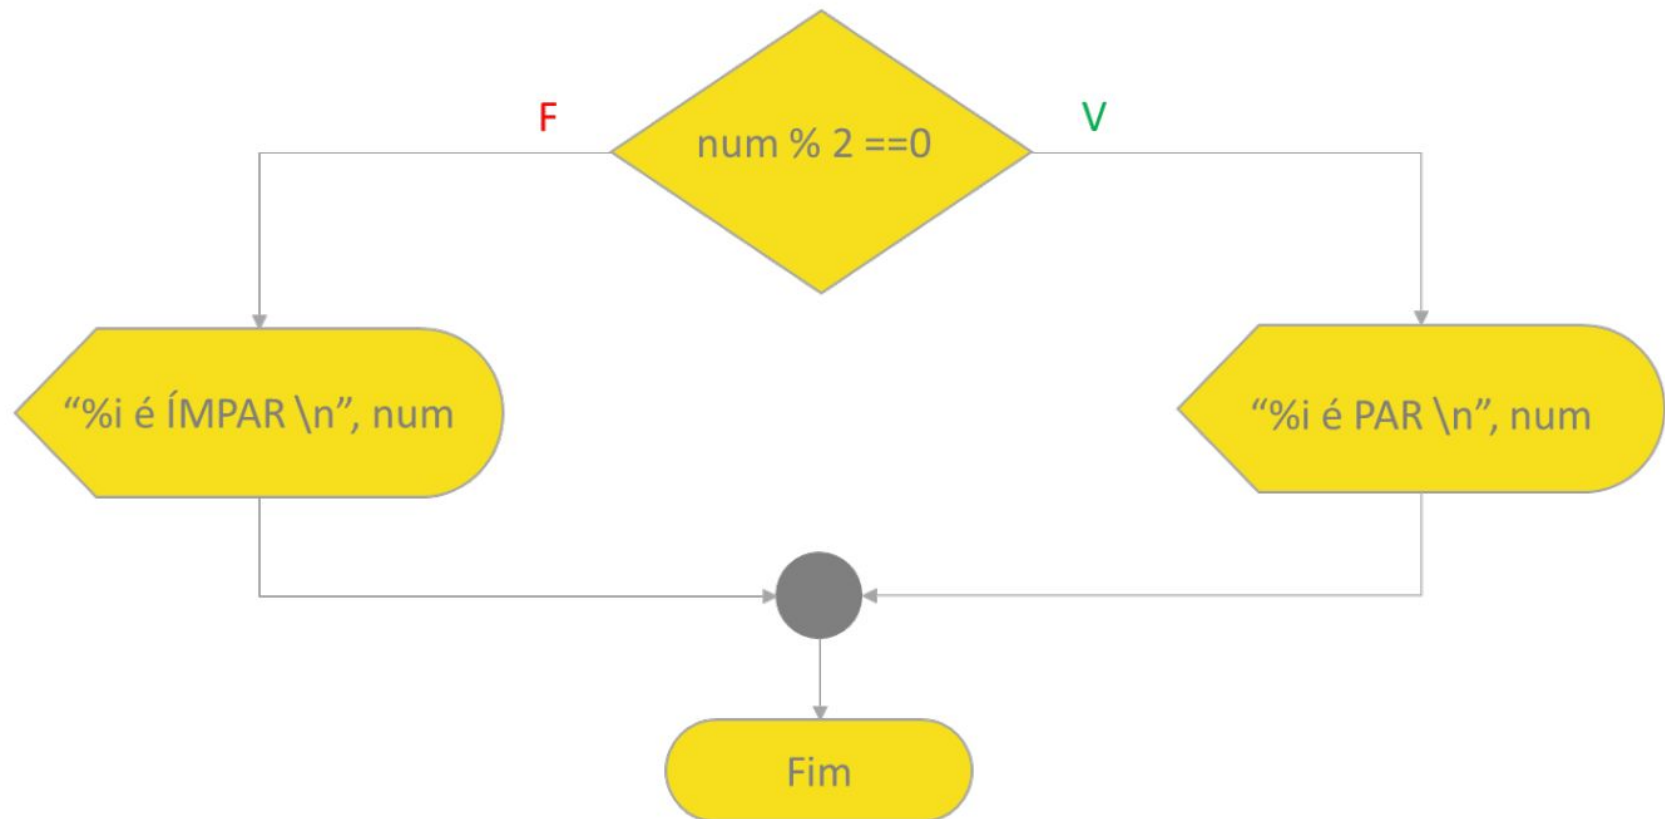 F
num % 2 ==0
V
“%i é ÍMPAR \n”, num
“%i é PAR \n”, num
Fim